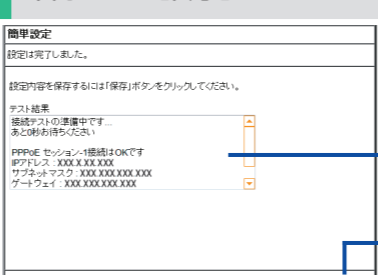 簡単設定
設定は完了しました。
設定内容を保存するには「保存」ボタンをクリックしてください。
テスト結果
接続テストの準備中です...
あと0秒お待ちください
PPPoE セッション-1接続はOKです
IPアドレス : XXX.X.XX.XXX
サブネットマスク : XXX.XXX.XXX.XXX
ゲートウェイ : XXX.XXX.XXX.XXX